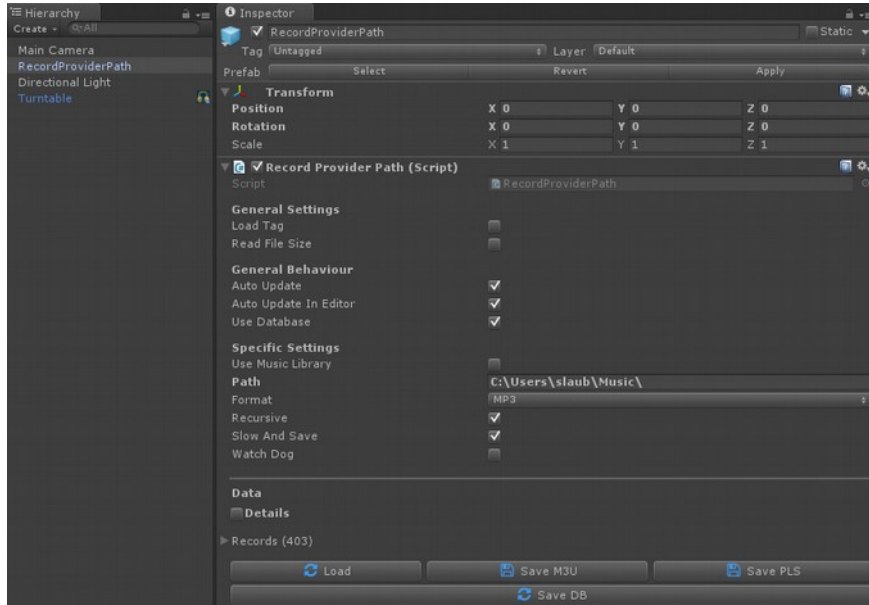 Hierarchy
Create
All
Main Camera
RecordProviderPath
Directional Light
Turntable
Inspector
RecordProviderPath
Static
Tag Untagged
Layer Default
Prefab Select Revert Apply
Transform
Position X 0 Y 0 Z 0
Rotation X 0 Y 0 Z 0
Scale X 1 Y 1 Z 1
Record Provider Path (Script)
Script RecordProviderPath
General Settings
Load Tag
Read File Size
General Behaviour
Auto Update
Auto Update In Editor
Use Database
Specific Settings
Use Music Library
Path C:\Users\slaub\Music\
Format MP3
Recursive
Slow And Save
Watch Dog
Data
Details
Records (403)
Load Save M3U Save PLS
Save DB